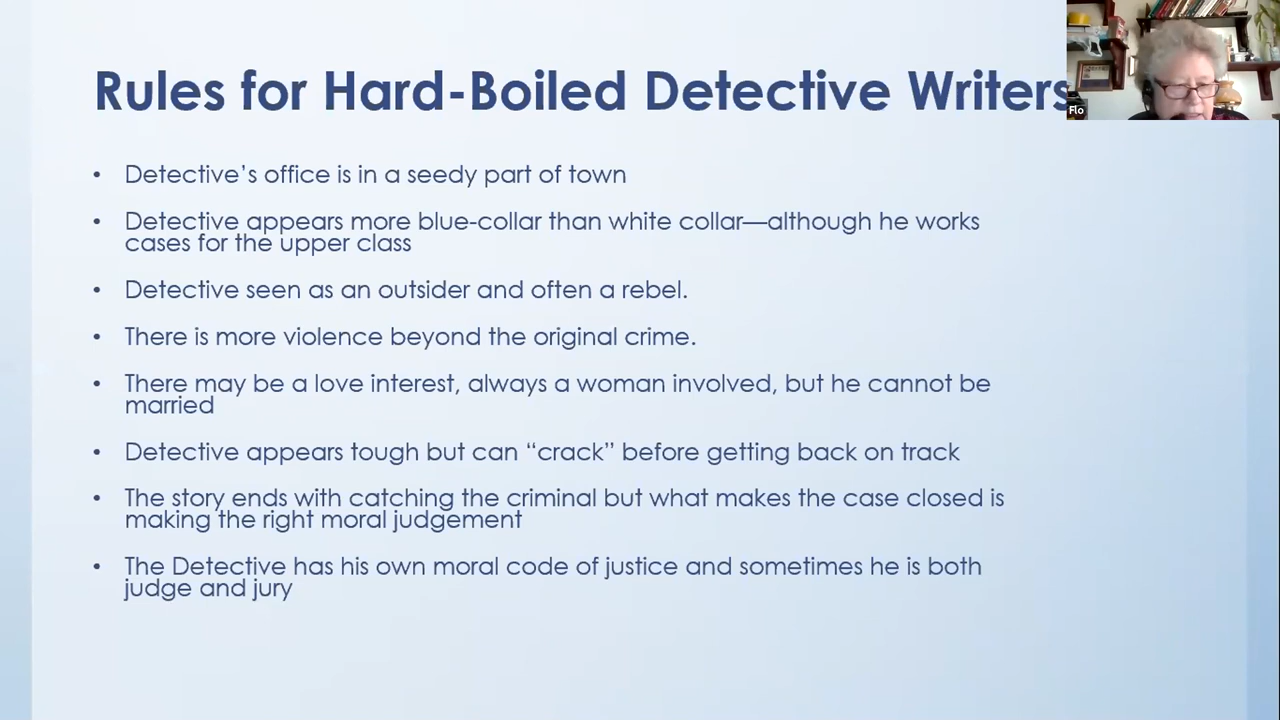 Rules for Hard-Boiled Detective Writers
Flo
• Detective’s office is in a seedy part of town
• Detective appears more blue-collar than white collar—although he works
cases for the upper class
• Detective seen as an outsider and often a rebel.
• There is more violence beyond the original crime.
• There may be a love interest, always a woman involved, but he cannot be
married
• Detective appears tough but can “crack” before getting back on track
• The story ends with catching the criminal but what makes the case closed is
making the right moral judgement
• The Detective has his own moral code of justice and sometimes he is both
judge and jury